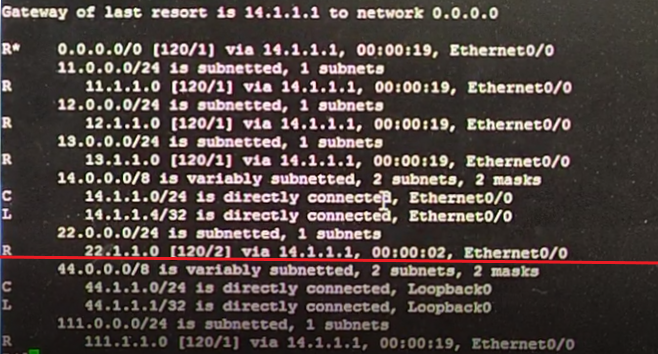 Gateway of last resort is 14.1.1.1 to network 0.0.0.0
R* 0.0.0.0/0 [120/1] via 14.1.1.1, 00:00:19, Ethernet0/0
11.0.0.0/24 is subnetted, 1 subnets
R 11.1.1.0 [120/1] via 14.1.1.1, 00:00:19, Ethernet0/0
12.0.0.0/24 is subnetted, 1 subnets
R 12.1.1.0 [120/1] via 14.1.1.1, 00:00:19, Ethernet0/0
13.0.0.0/24 is subnetted, 1 subnets
R 13.1.1.0 [120/1] via 14.1.1.1, 00:00:19, Ethernet0/0
14.0.0.0/8 is variably subnetted, 2 subnets, 2 masks
C 14.1.1.0/24 is directly connected, Ethernet0/0
L 14.1.1.4/32 is directly connected, Ethernet0/0
22.0.0.0/24 is subnetted, 1 subnets
R 22.1.1.0 [120/2] via 14.1.1.1, 00:00:02, Ethernet0/0
44.0.0.0/8 is variably subnetted, 2 subnets, 2 masks
C 44.1.1.0/24 is directly connected, Loopback0
L 44.1.1.1/32 is directly connected, Loopback0
111.0.0.0/24 is subnetted, 1 subnets
R 111.1.1.0 [120/1] via 14.1.1.1, 00:00:19, Ethernet0/0